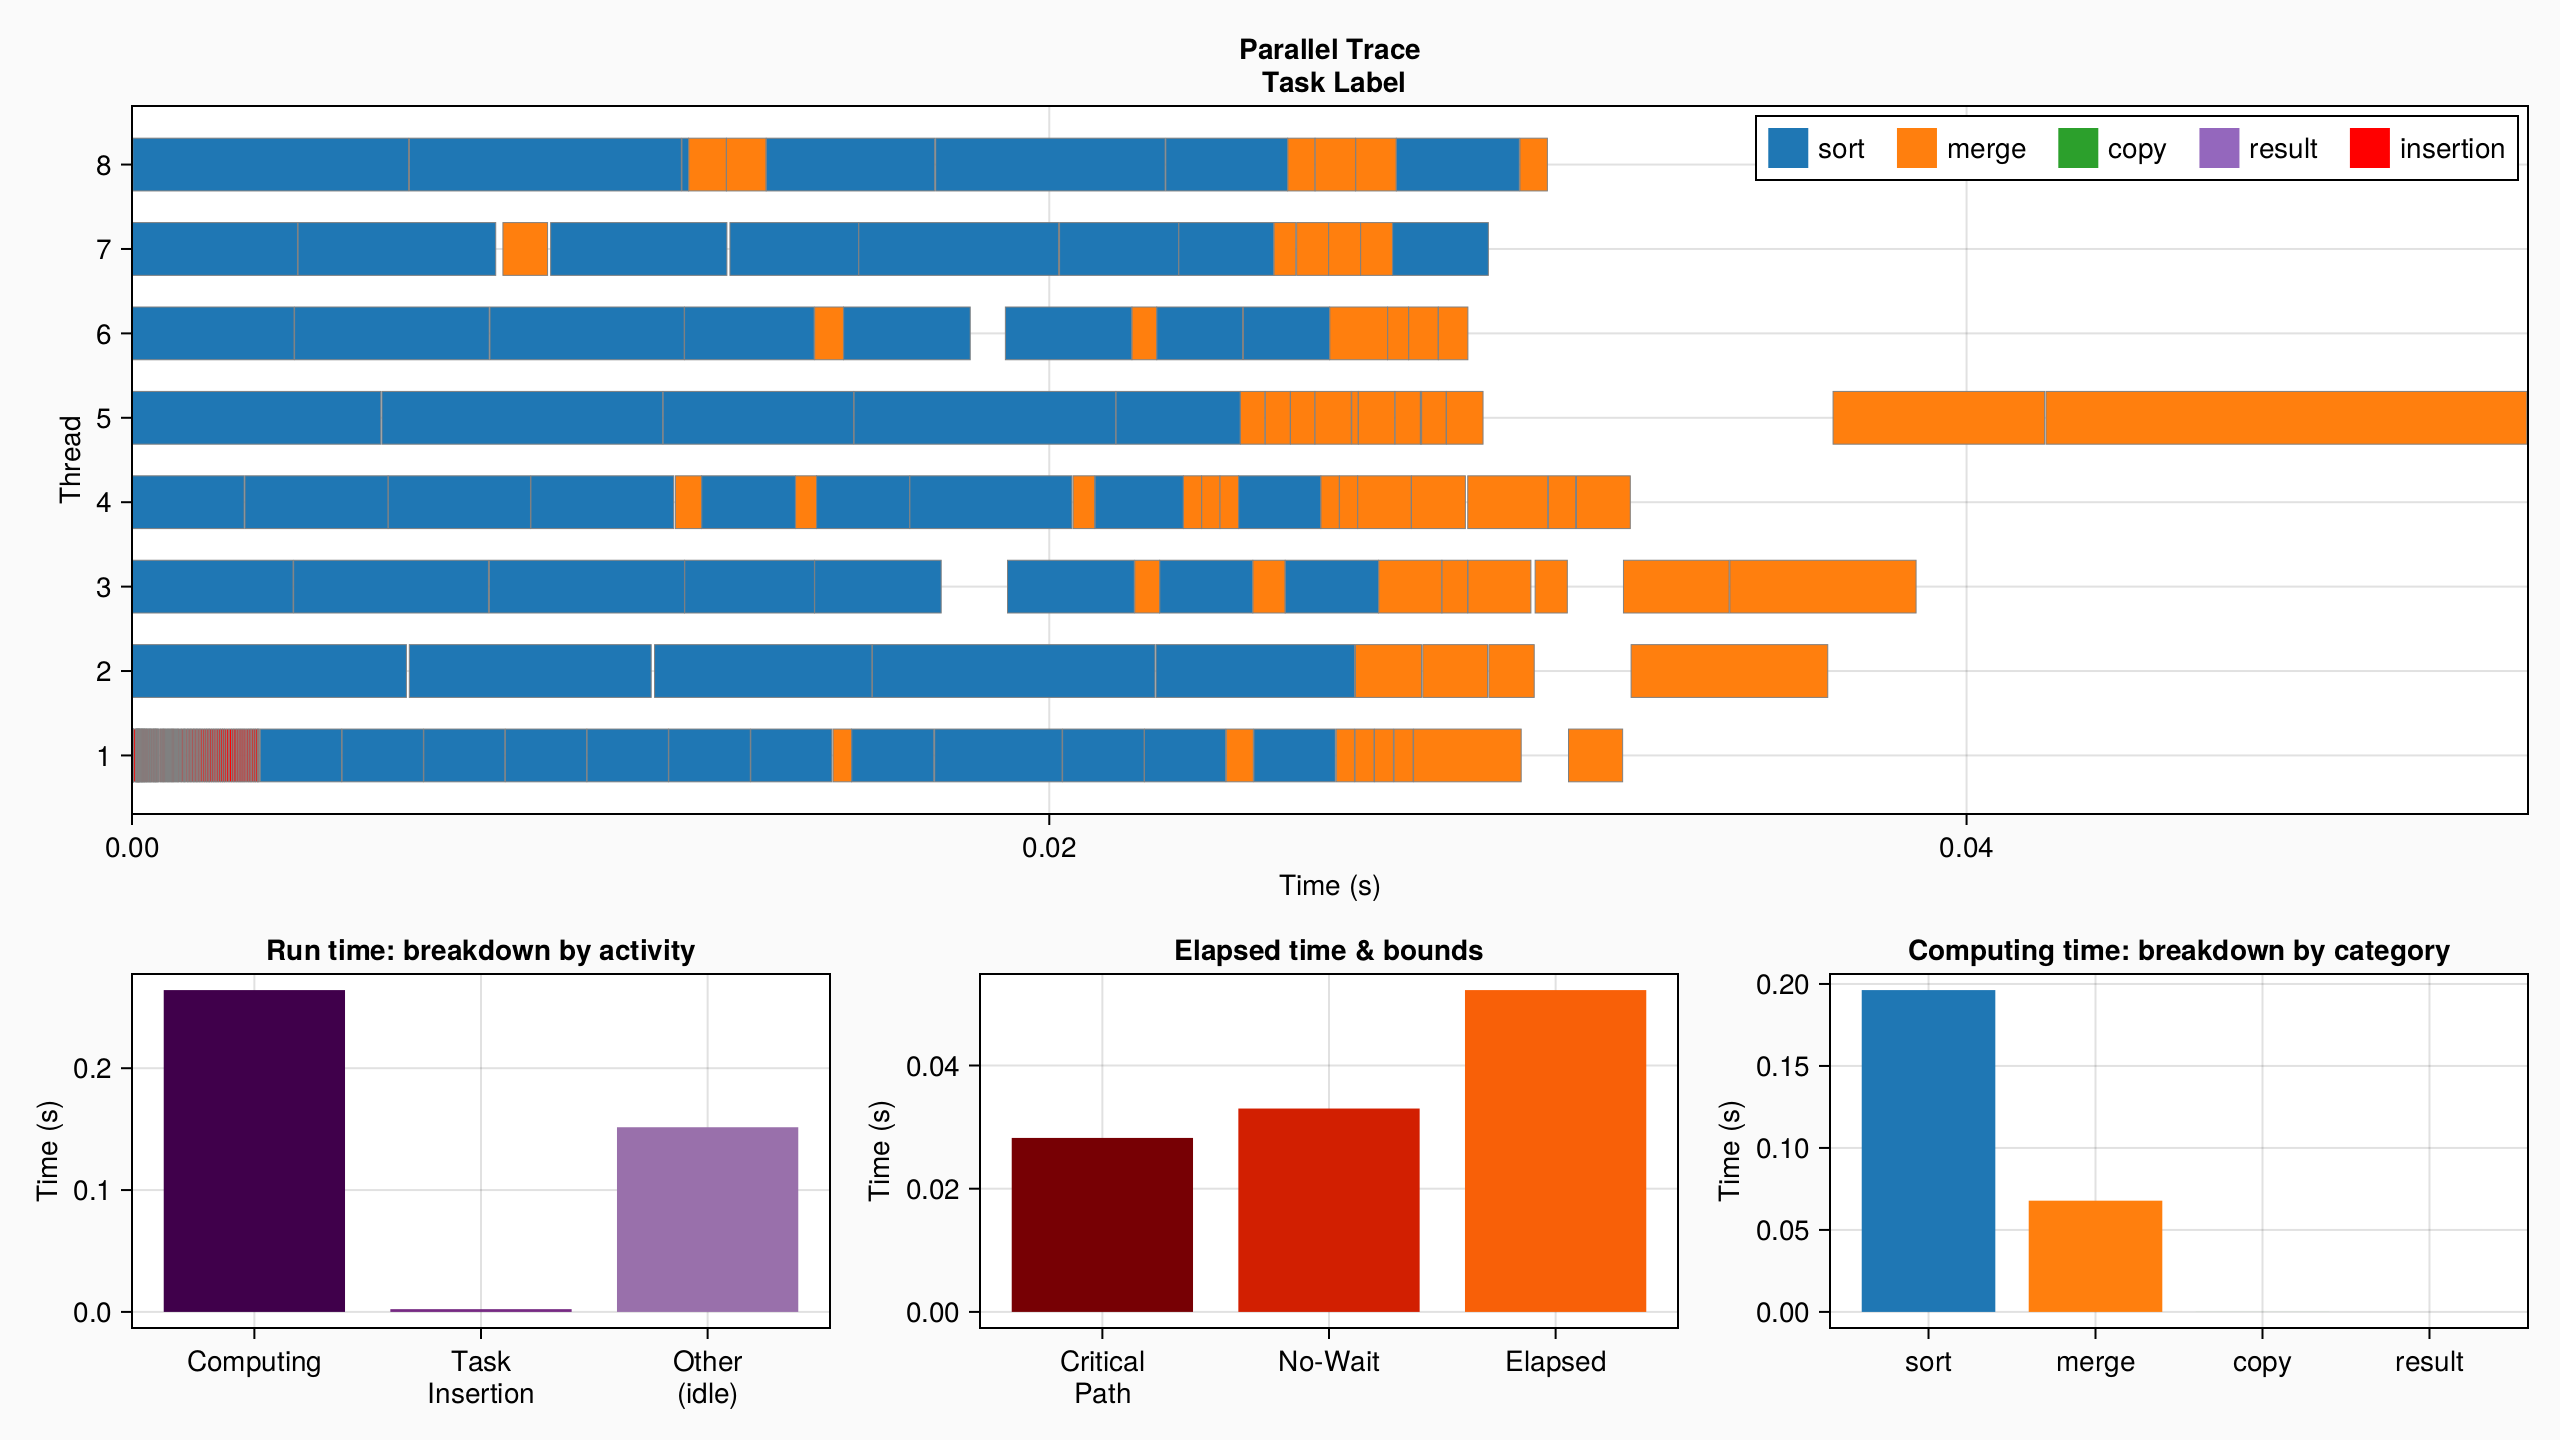 Parallel Trace
Task Label
sort merge copy result insertion
8
7
6
5
4
3
2
1
Thread
0.00 0.02 0.04
Time (s)
Run time: breakdown by activity
0.2
0.1
0.0
Time (s)
Computing Task Insertion Other (idle)
Elapsed time & bounds
0.04
0.02
0.00
Time (s)
Critical Path No-Wait Elapsed
Computing time: breakdown by category
0.20
0.15
0.10
0.05
0.00
Time (s)
sort merge copy result